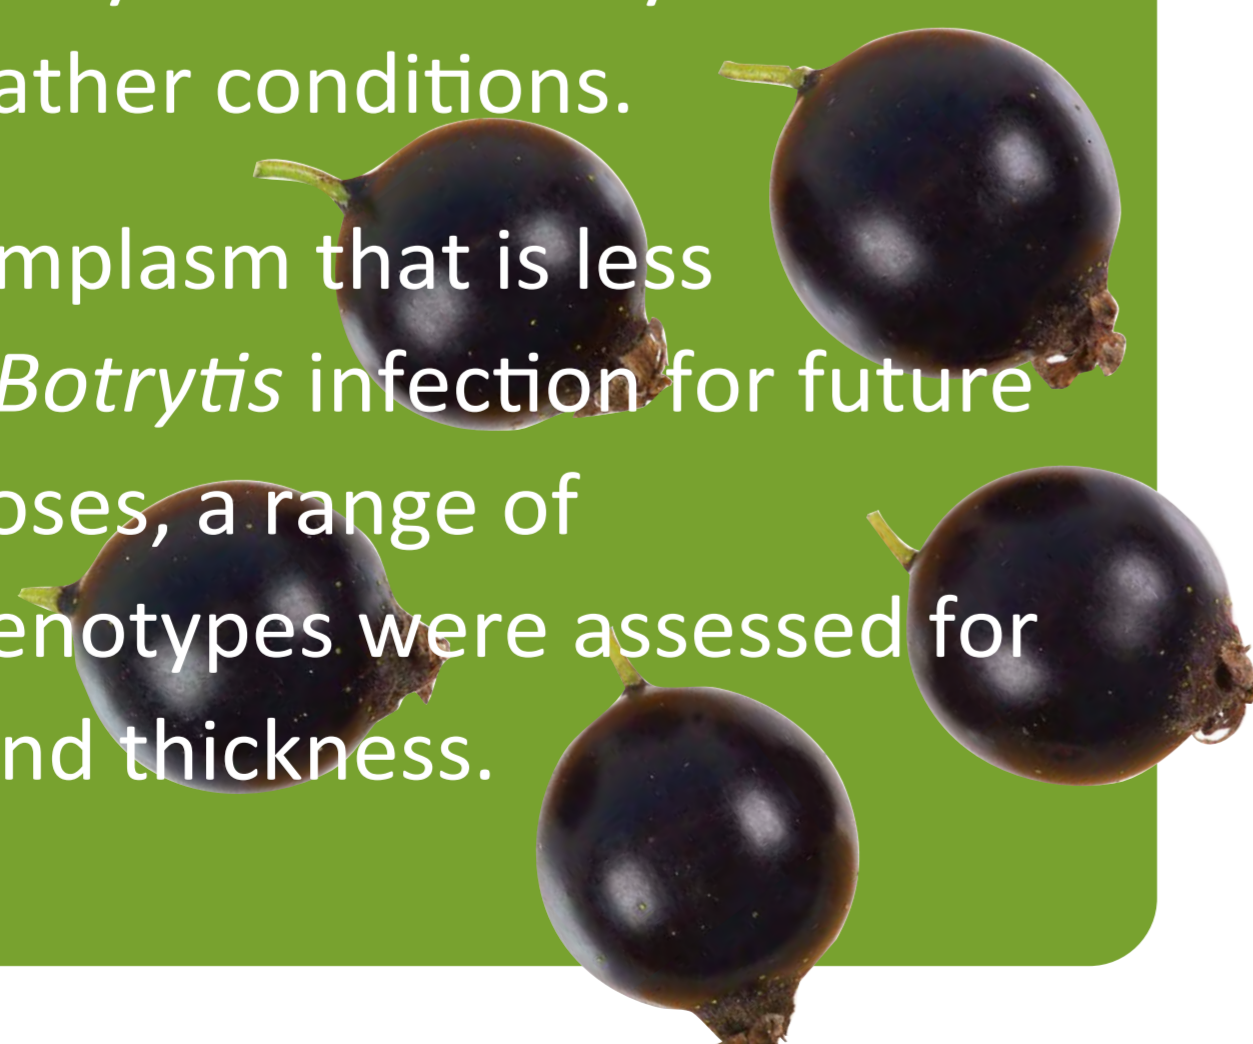 ather conditions.
mplasm that is less
Botrytis infection for future
oses, a range of
enotypes were assessed for
nd thickness.